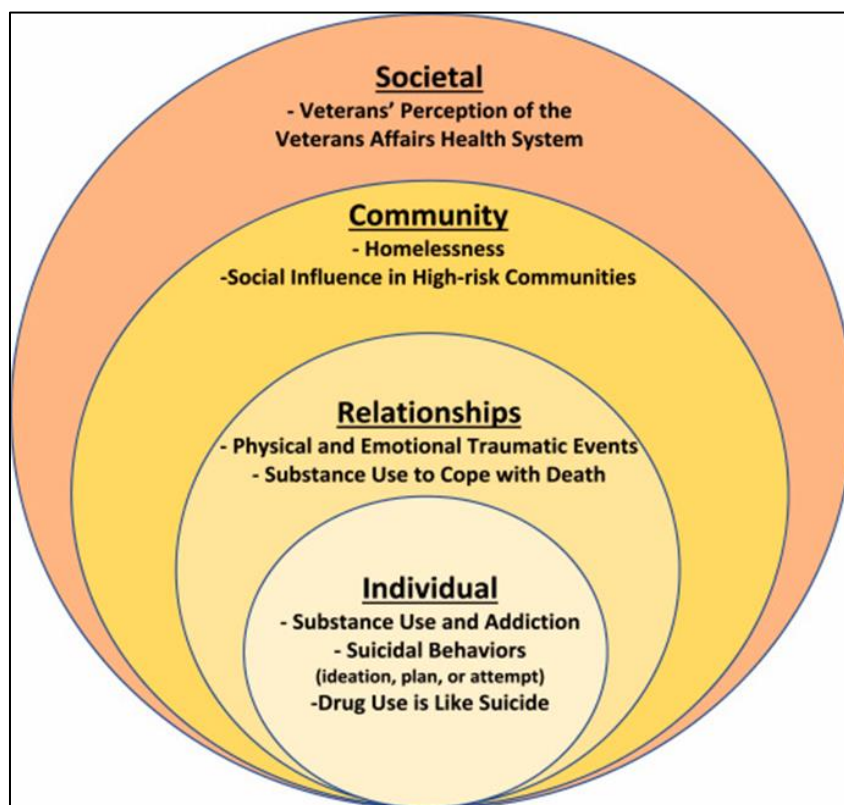 Societal
- Veterans’ Perception of the
Veterans Affairs Health System
Community
- Homelessness
-Social Influence in High-risk Communities
Relationships
- Physical and Emotional Traumatic Events
- Substance Use to Cope with Death
Individual
- Substance Use and Addiction
- Suicidal Behaviors
(ideation, plan, or attempt)
-Drug Use is Like Suicide